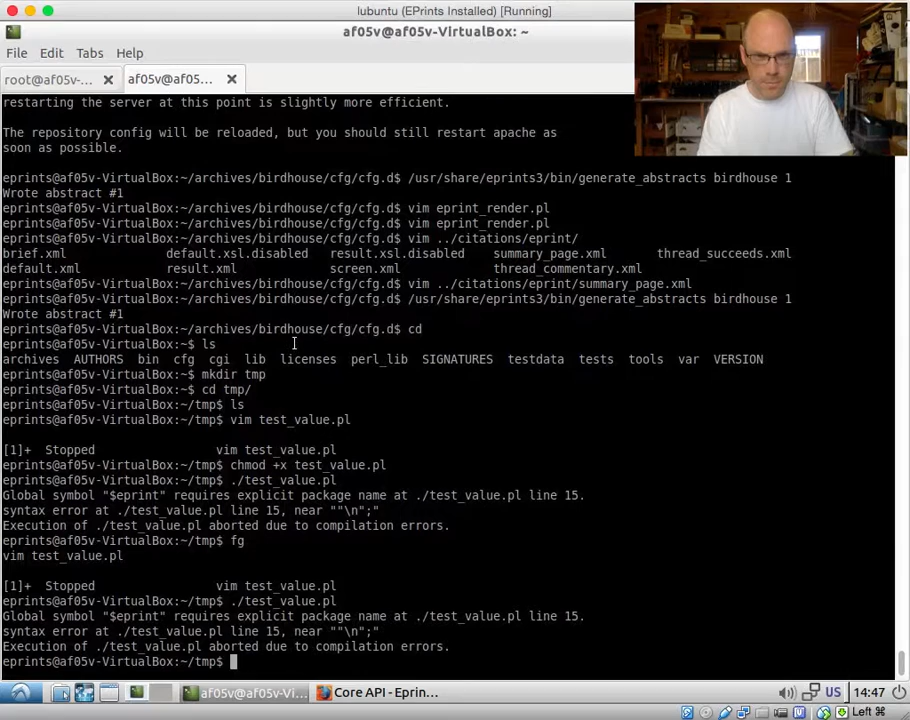 lubuntu (EPrints Installed) [Running]
af05v@af05v-VirtualBox: ~
File Edit Tabs Help
root@af05v-... af05v@af05...
restarting the server at this point is slightly more efficient.
The repository config will be reloaded, but you should still restart apache as
soon as possible.
eprints@af05v-VirtualBox:~/archives/birdhouse/cfg/cfg.d$ /usr/share/eprints3/bin/generate_abstracts birdhouse 1
Wrote abstract #1
eprints@af05v-VirtualBox:~/archives/birdhouse/cfg/cfg.d$ vim eprint_render.pl
eprints@af05v-VirtualBox:~/archives/birdhouse/cfg/cfg.d$ vim eprint_render.pl
eprints@af05v-VirtualBox:~/archives/birdhouse/cfg/cfg.d$ vim ../citations/eprint/
brief.xml default.xsl.disabled result.xsl.disabled summary_page.xml thread_succeeds.xml
default.xml result.xml screen.xml thread_commentary.xml
eprints@af05v-VirtualBox:~/archives/birdhouse/cfg/cfg.d$ vim ../citations/eprint/summary_page.xml
eprints@af05v-VirtualBox:~/archives/birdhouse/cfg/cfg.d$ /usr/share/eprints3/bin/generate_abstracts birdhouse 1
Wrote abstract #1
eprints@af05v-VirtualBox:~/archives/birdhouse/cfg/cfg.d$ cd
eprints@af05v-VirtualBox:~$ ls
archives AUTHORS bin cfg cgi lib licenses perl_lib SIGNATURES testdata tests tools var VERSION
eprints@af05v-VirtualBox:~$ mkdir tmp
eprints@af05v-VirtualBox:~$ cd tmp/
eprints@af05v-VirtualBox:~/tmp$ ls
eprints@af05v-VirtualBox:~/tmp$ vim test_value.pl
[1]+ Stopped vim test_value.pl
eprints@af05v-VirtualBox:~/tmp$ chmod +x test_value.pl
eprints@af05v-VirtualBox:~/tmp$ ./test_value.pl
Global symbol "$eprint" requires explicit package name at ./test_value.pl line 15.
syntax error at ./test_value.pl line 15, near ""\n";"
Execution of ./test_value.pl aborted due to compilation errors.
eprints@af05v-VirtualBox:~/tmp$ fg
vim test_value.pl
[1]+ Stopped vim test_value.pl
eprints@af05v-VirtualBox:~/tmp$ ./test_value.pl
Global symbol "$eprint" requires explicit package name at ./test_value.pl line 15.
syntax error at ./test_value.pl line 15, near ""\n";"
Execution of ./test_value.pl aborted due to compilation errors.
eprints@af05v-VirtualBox:~/tmp$
af05v@af05v-Vi... Core API - Eprin... US 14:47
Left ⌘